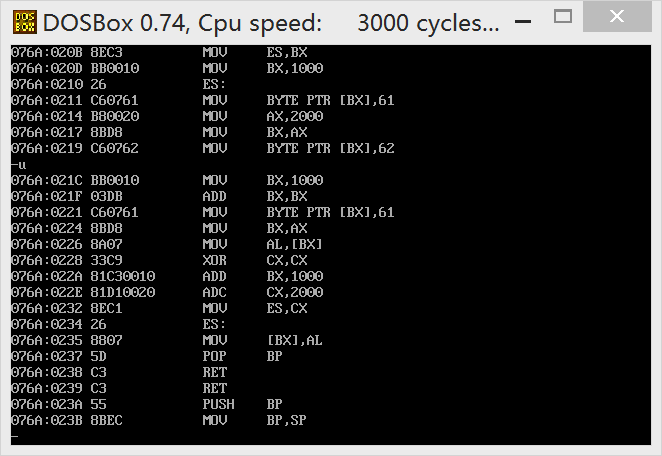 DOS
BOX
DOSBox 0.74, Cpu speed: 3000 cycles...
076A:020B 8EC3 MOV ES,BX
076A:020D BB0010 MOV BX,1000
076A:0210 26 ES:
076A:0211 C60761 MOV BYTE PTR [BX],61
076A:0214 B80020 MOV AX,2000
076A:0217 8BD8 MOV BX,AX
076A:0219 C60762 MOV BYTE PTR [BX],62
-u
076A:021C BB0010 MOV BX,1000
076A:021F 03DB ADD BX,BX
076A:0221 C60761 MOV BYTE PTR [BX],61
076A:0224 8BD8 MOV BX,AX
076A:0226 8A07 MOV AL,[BX]
076A:0228 33C9 XOR CX,CX
076A:022A 81C30010 ADD BX,1000
076A:022E 81D10020 ADC CX,2000
076A:0232 8EC1 MOV ES,CX
076A:0234 26 ES:
076A:0235 8807 MOV [BX],AL
076A:0237 5D POP BP
076A:0238 C3 RET
076A:0239 C3 RET
076A:023A 55 PUSH BP
076A:023B 8BEC MOV BP,SP
-